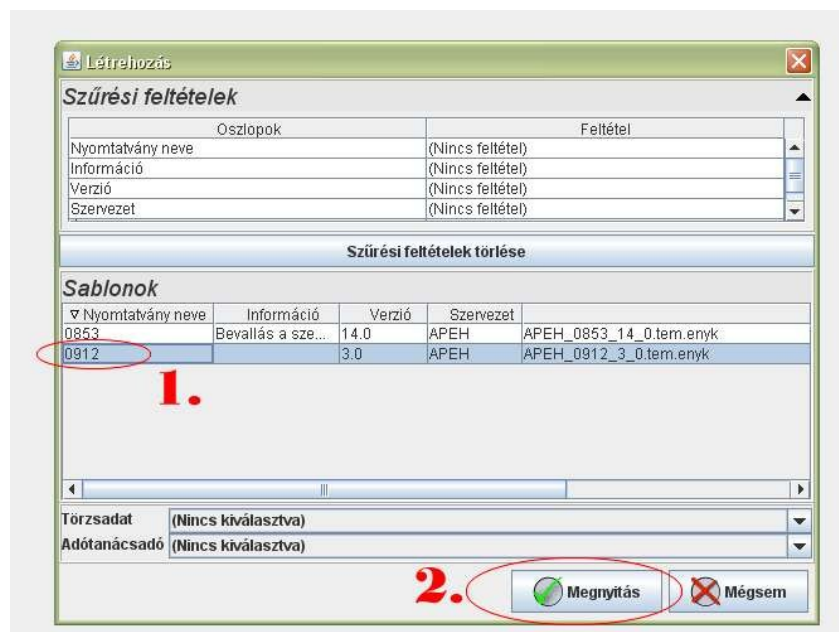 Létrehozás
Szűrési feltételek
Oszlopok Feltétel
Nyomtatvány neve (Nincs feltétel)
Információ (Nincs feltétel)
Verzió (Nincs feltétel)
Szervezet (Nincs feltétel)
Szűrési feltételek törlése
Sablonok
Nyomtatvány neve Információ Verzió Szervezet
0853 Bevallás a sze... 14.0 APEH APEH_0853_14_0.tem.enyk
0912 3.0 APEH APEH_0912_3_0.tem.enyk
1.
Törzsadat (Nincs kiválasztva)
Adótanácsadó (Nincs kiválasztva)
2. Megnyitás Mégsem